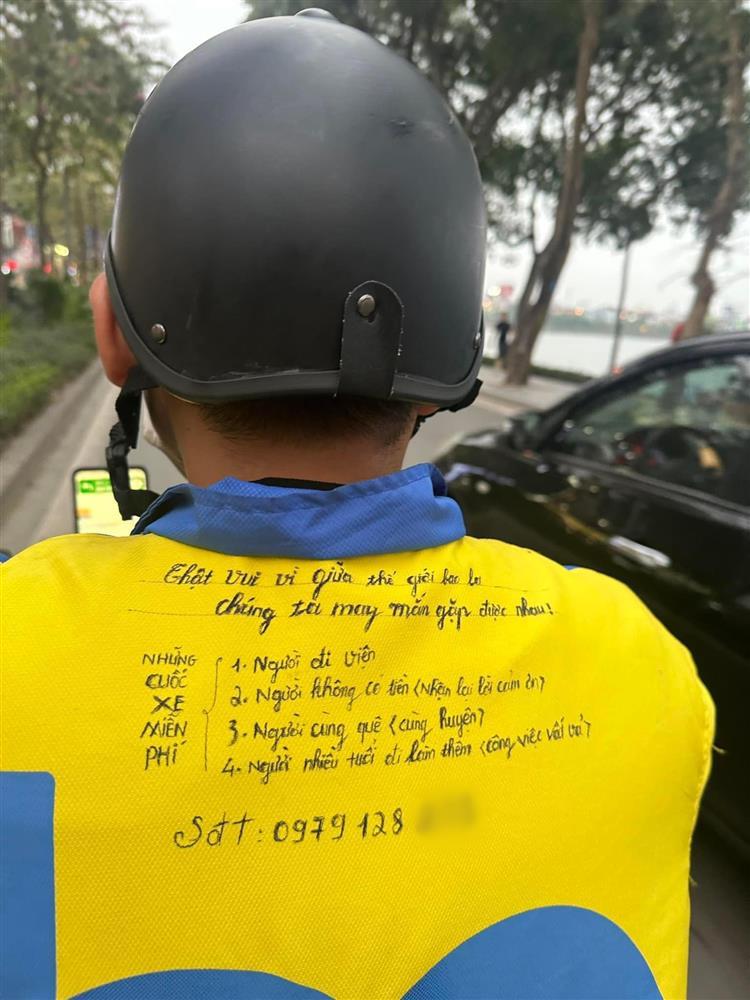 Thật vui vì giữa thế giới bao la
chúng ta may mắn gặp được nhau!
NHỮNG
CUỐC
XE
MIỄN
PHÍ
1. Người đi viện
2. Người không có tiền (Nhận lại lời cảm ơn)
3. Người cùng quê (cùng huyện)
4. Người nhiều tuổi đi làm thêm (công việc vất vả)
Sđt: 0979 128